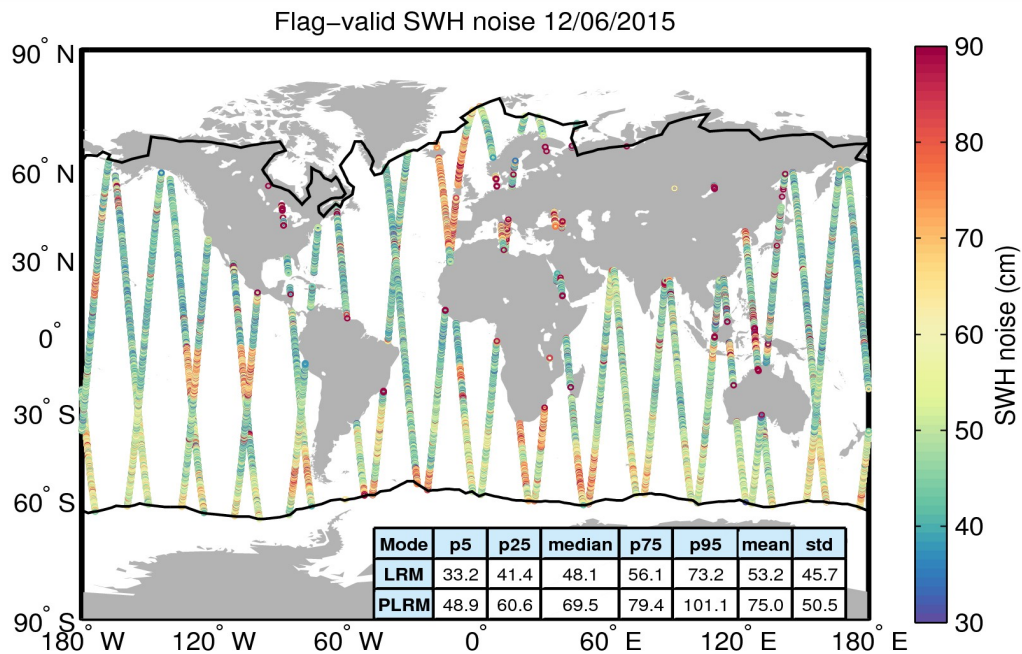 Flag−valid SWH noise 12/06/2015
90° N
60° N
30° N
0°
30° S
60° S
90° S
180° W
120° W
60° W
0°
60° E
120° E
180° E
Mode p5 p25 median p75 p95 mean std
LRM 33.2 41.4 48.1 56.1 73.2 53.2 45.7
PLRM 48.9 60.6 69.5 79.4 101.1 75.0 50.5
90
80
70
60
50
40
30
SWH noise (cm)